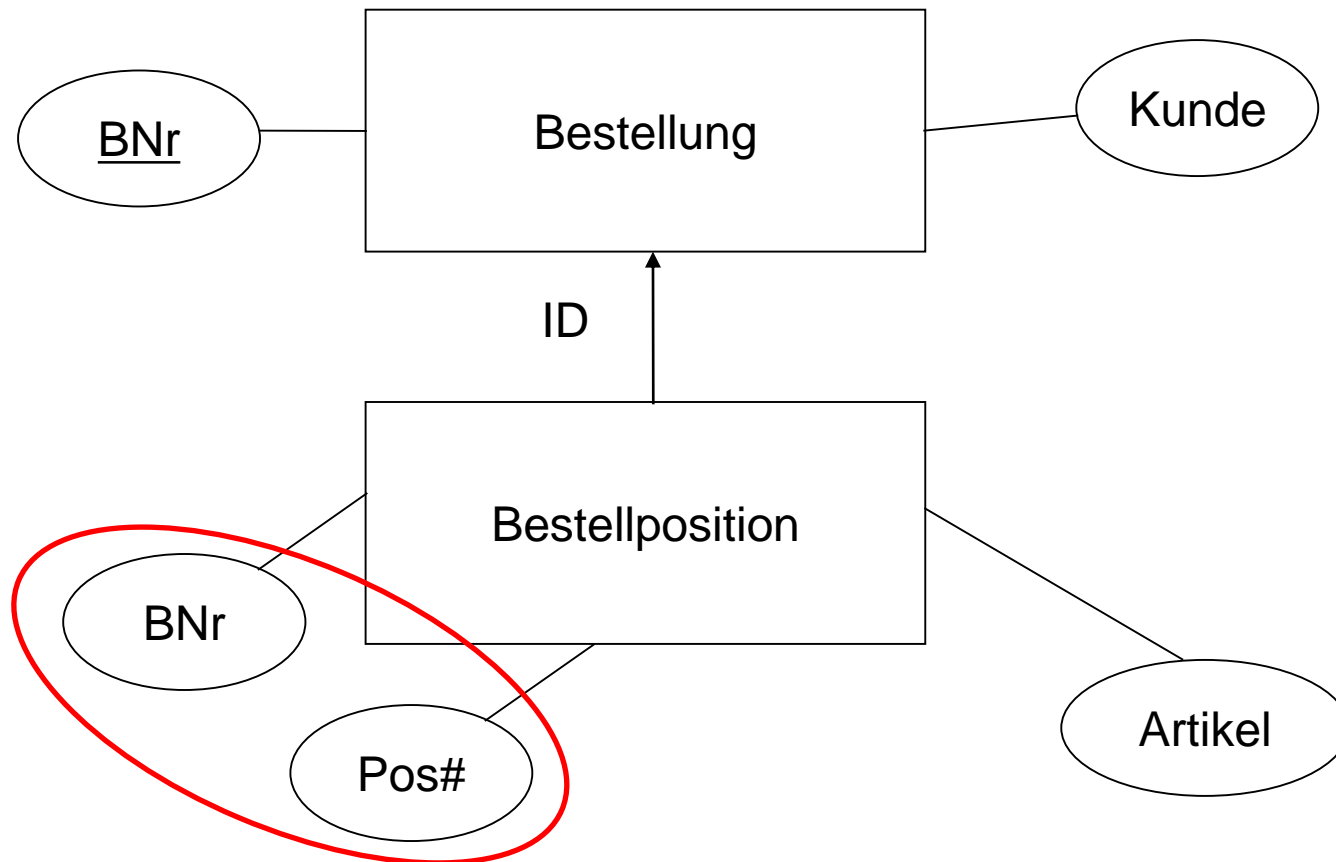 BNr
Bestellung
Kunde
ID
Bestellposition
BNr
Pos#
Artikel